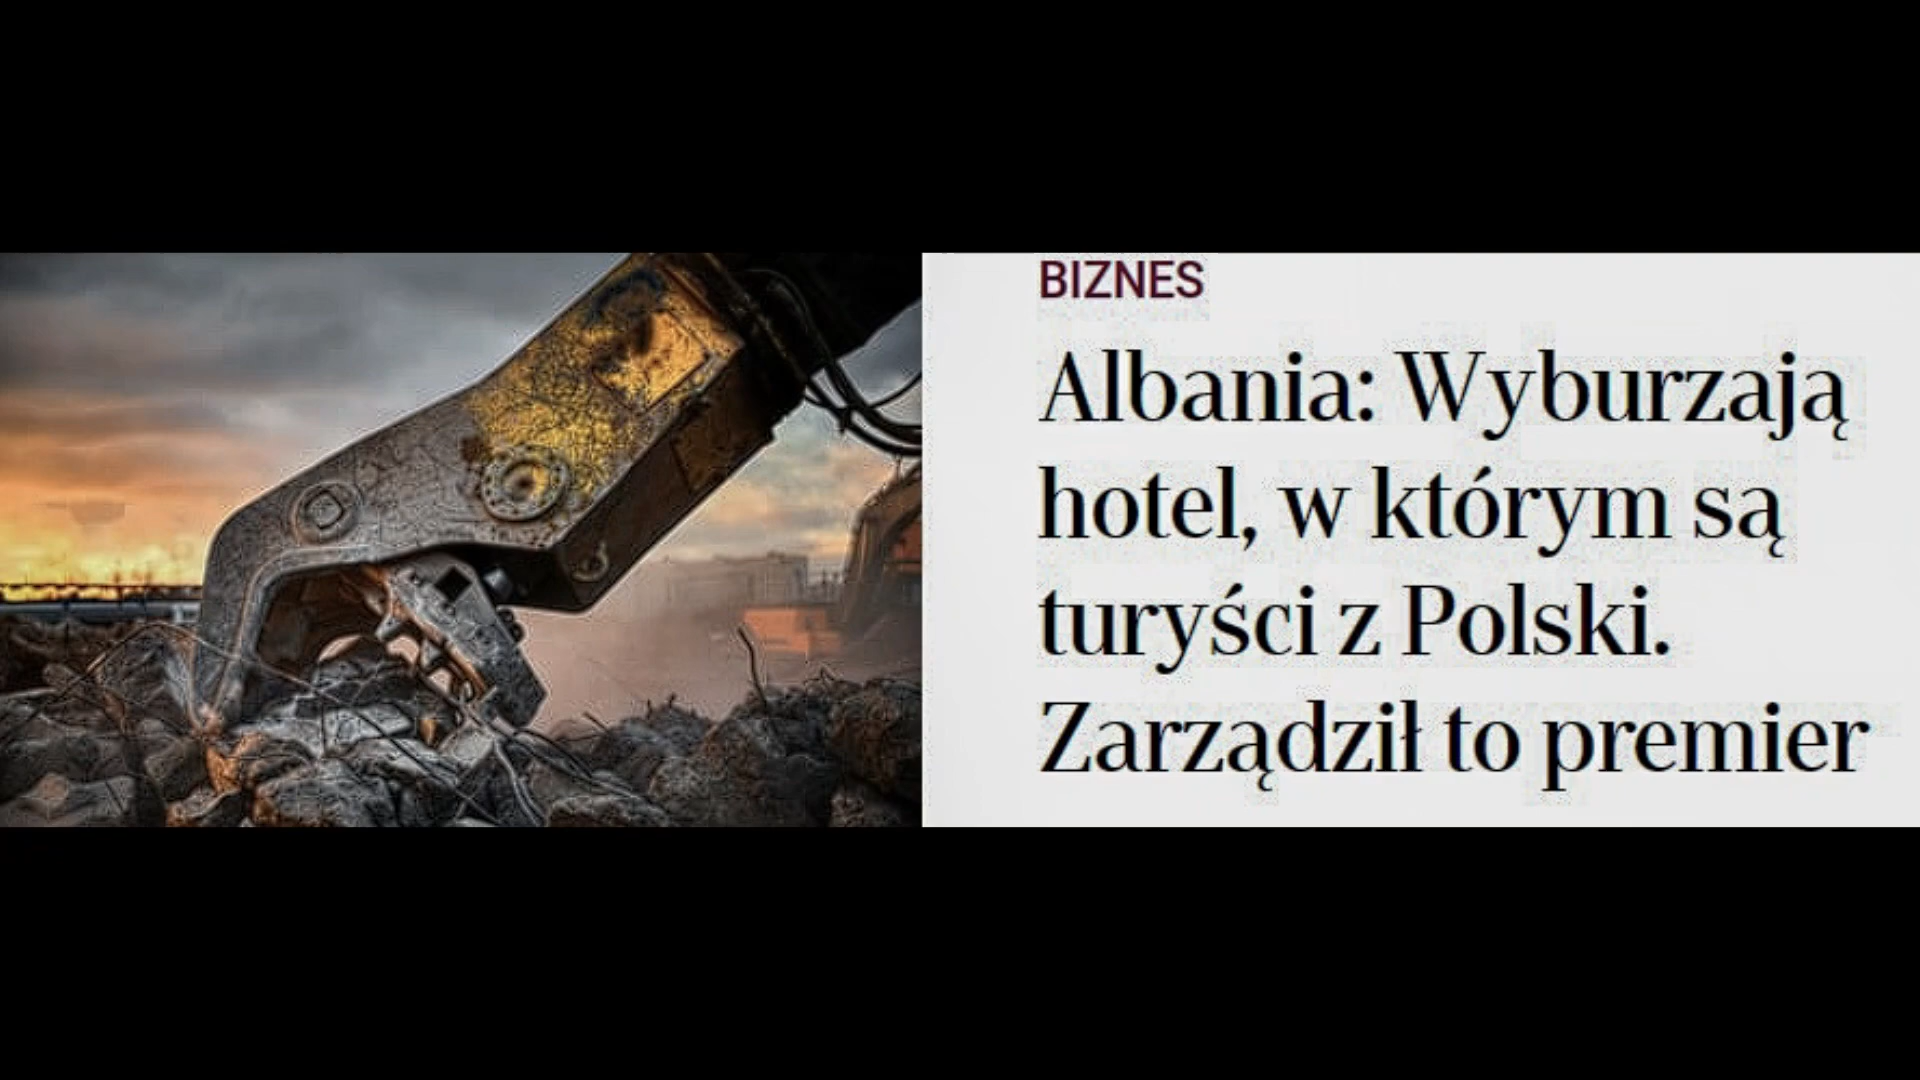 BIZNES
Albania: Wyburzają
hotel, w którym są
turyści z Polski.
Zarządził to premier